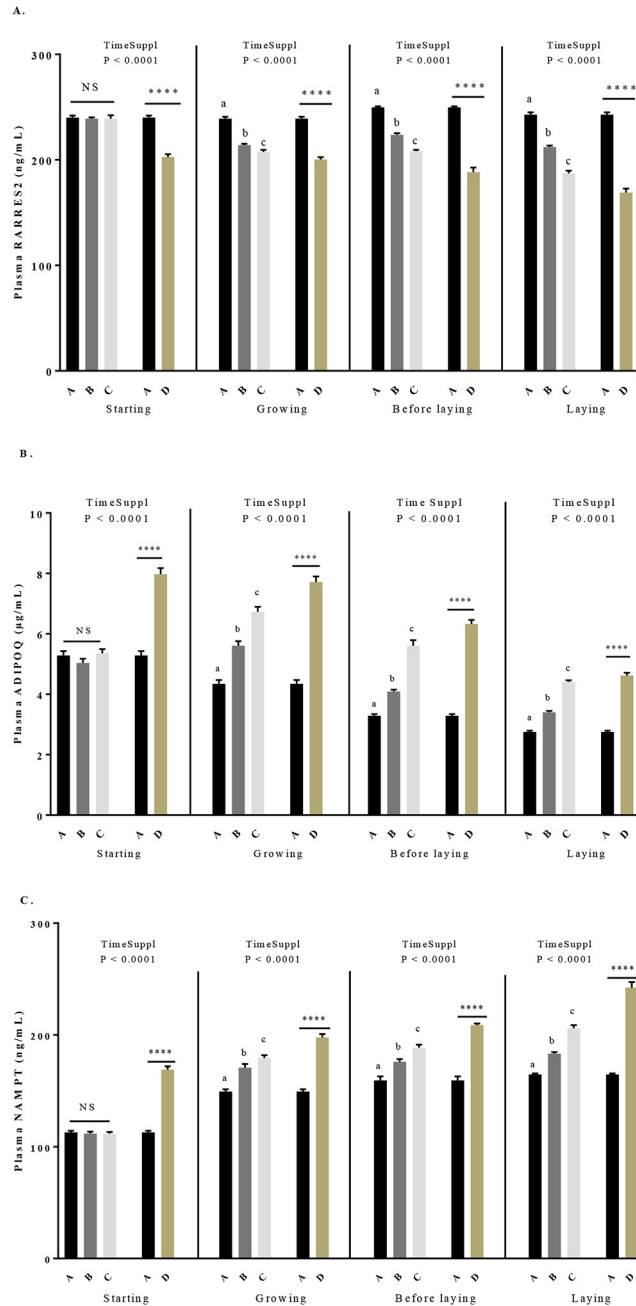 A.
TimeSuppl TimeSuppl TimeSuppl TimeSuppl
P < 0.0001 P < 0.0001 P < 0.0001 P < 0.0001
NS **** a **** a **** a ****
b c b c b c
Plasma RARRES2 (ng/mL)
300
200
100
0
A B C A D A B C A D A B C A D A B C A D
Starting Growing Before laying Laying
B.
TimeSuppl TimeSuppl Time Suppl TimeSuppl
P < 0.0001 P < 0.0001 P < 0.0001 P < 0.0001
NS **** a b c **** a b c **** a b c ****
Plasma ADIPOQ (µg/mL)
10
8
6
4
2
0
A B C A D A B C A D A B C A D A B C A D
Starting Growing Before laying Laying
C.
TimeSuppl TimeSuppl TimeSuppl TimeSuppl
P < 0.0001 P < 0.0001 P < 0.0001 P < 0.0001
NS **** a b c **** a b c **** a b c ****
Plasma NAMPT (ng/mL)
300
200
100
0
A B C A D A B C A D A B C A D A B C A D
Starting Growing Before laying Laying